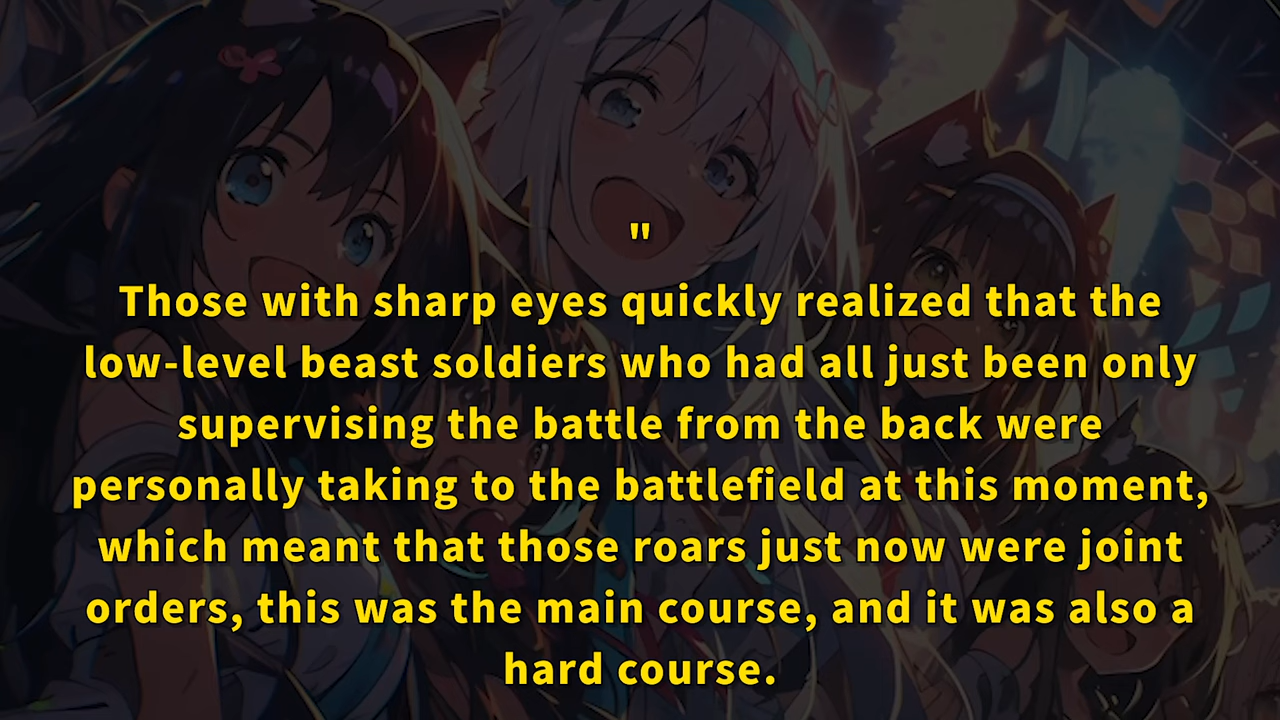 "
Those with sharp eyes quickly realized that the
low-level beast soldiers who had all just been only
supervising the battle from the back were
personally taking to the battlefield at this moment,
which meant that those roars just now were joint
orders, this was the main course, and it was also a
hard course.